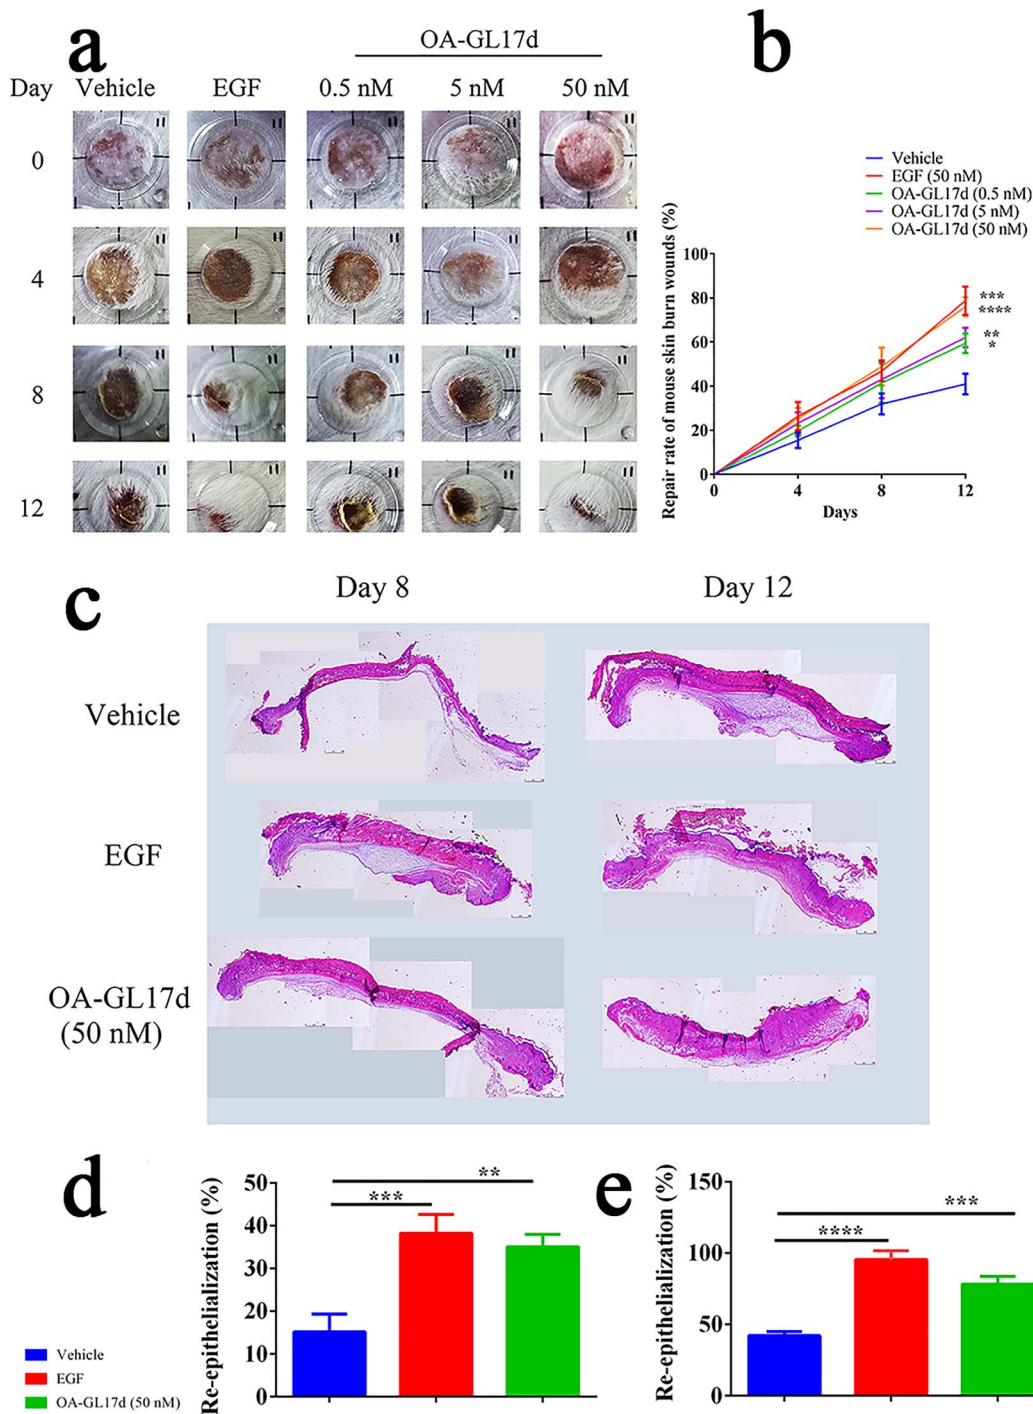 a
OA-GL17d
Day Vehicle EGF 0.5 nM 5 nM 50 nM
0
4
8
12
b
Vehicle
EGF (50 nM)
OA-GL17d (0.5 nM)
OA-GL17d (5 nM)
OA-GL17d (50 nM)
Repair rate of mouse skin burn wounds (%)
100
80
60
40
20
0
0 4 8 12
Days
***
****
**
*
c
Day 8 Day 12
Vehicle
EGF
OA-GL17d
(50 nM)
d
Re-epithelialization (%)
50
40
30
20
10
0
***
**
Vehicle
EGF
OA-GL17d (50 nM)
e
Re-epithelialization (%)
150
100
50
0
****
***